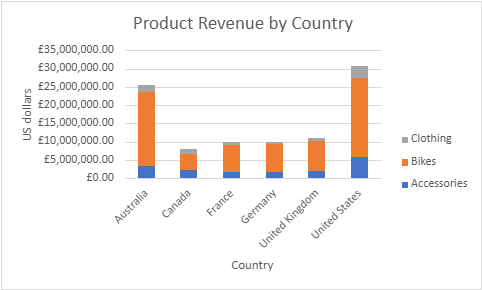 Product Revenue by Country
US dollars
£35,000,000.00
£30,000,000.00
£25,000,000.00
£20,000,000.00
£15,000,000.00
£10,000,000.00
£5,000,000.00
£0.00
Australia
Canada
France
Germany
United Kingdom
United States
Country
Clothing
Bikes
Accessories